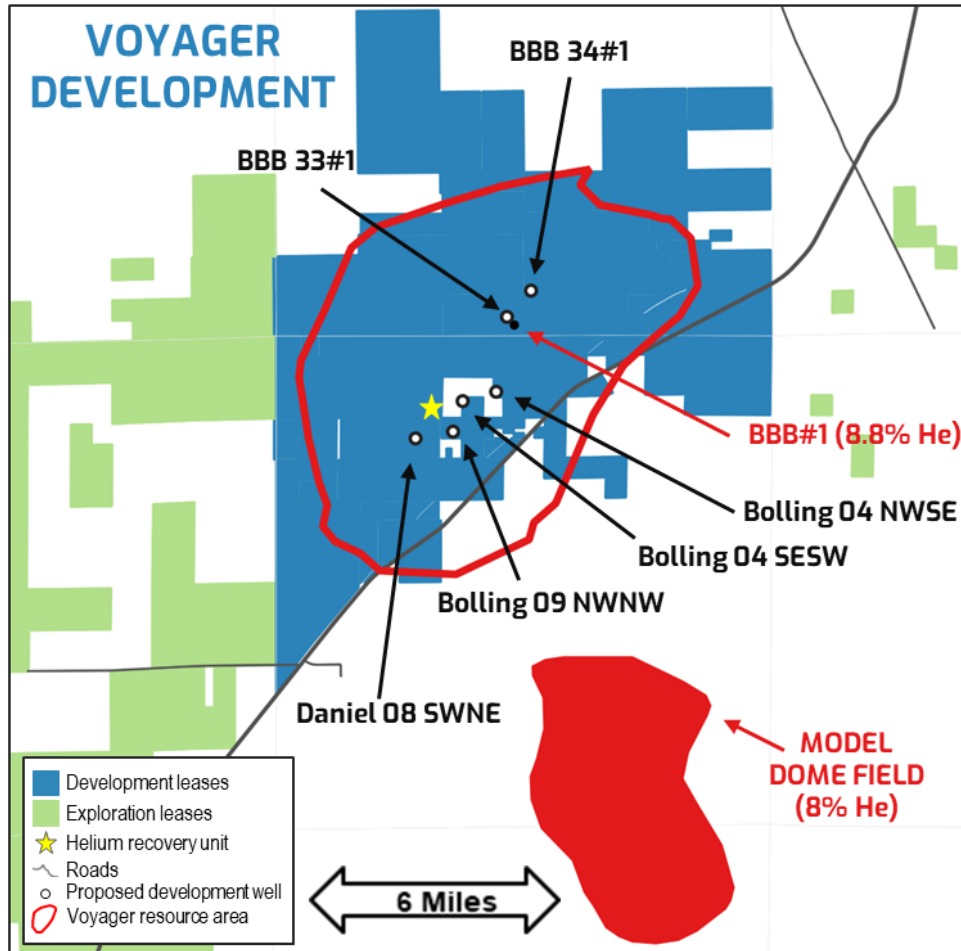 VOYAGER
DEVELOPMENT
BBB 34#1
BBB 33#1
BBB#1 (8.8% He)
Bolling 04 NWSE
Bolling 04 SESW
Bolling 09 NWNW
Daniel 08 SWNE
MODEL
DOME FIELD
(8% He)
Development leases
Exploration leases
Helium recovery unit
Roads
Proposed development well
Voyager resource area
6 Miles